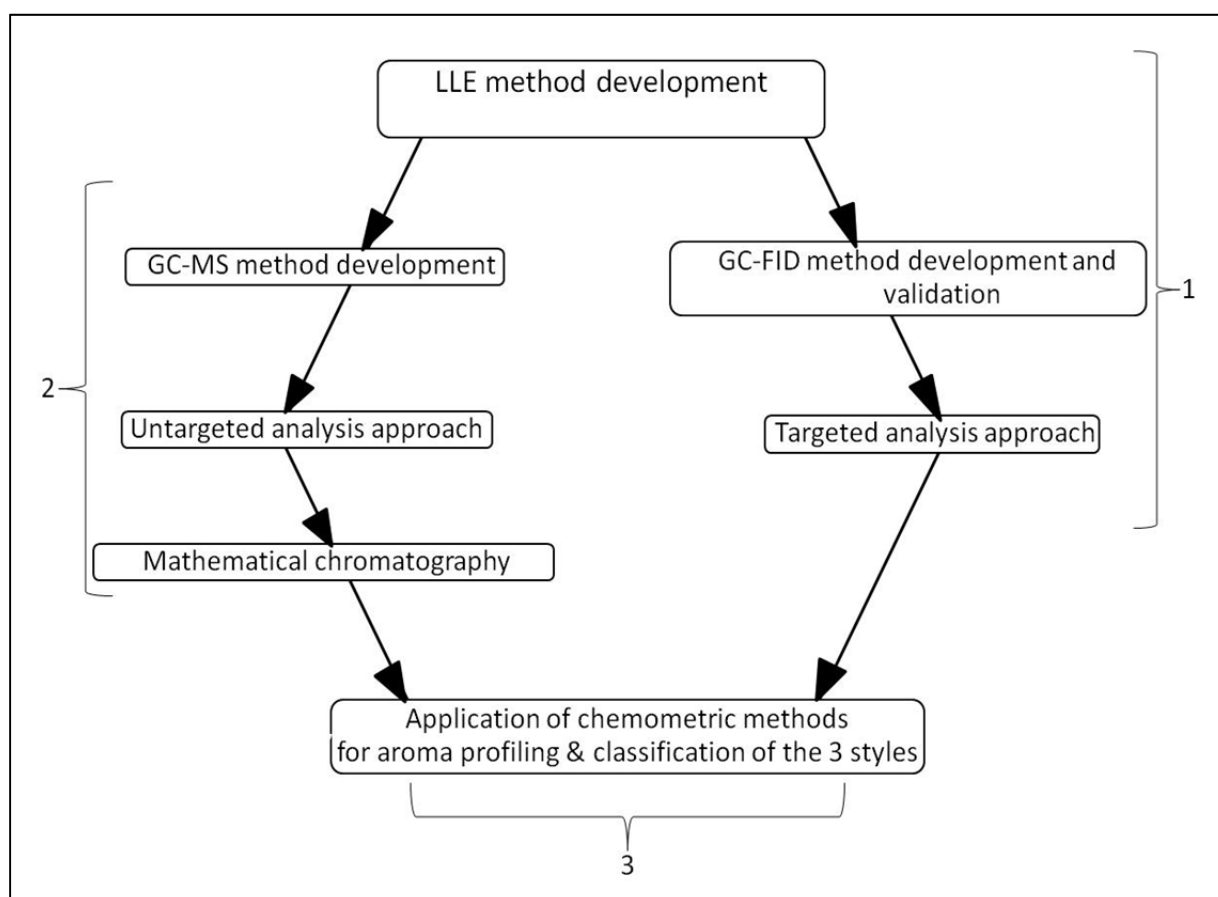 LLE method development
GC-MS method development
GC-FID method development and
validation
1
2
Untargeted analysis approach
Targeted analysis approach
Mathematical chromatography
Application of chemometric methods
for aroma profiling & classification of the 3 styles
3